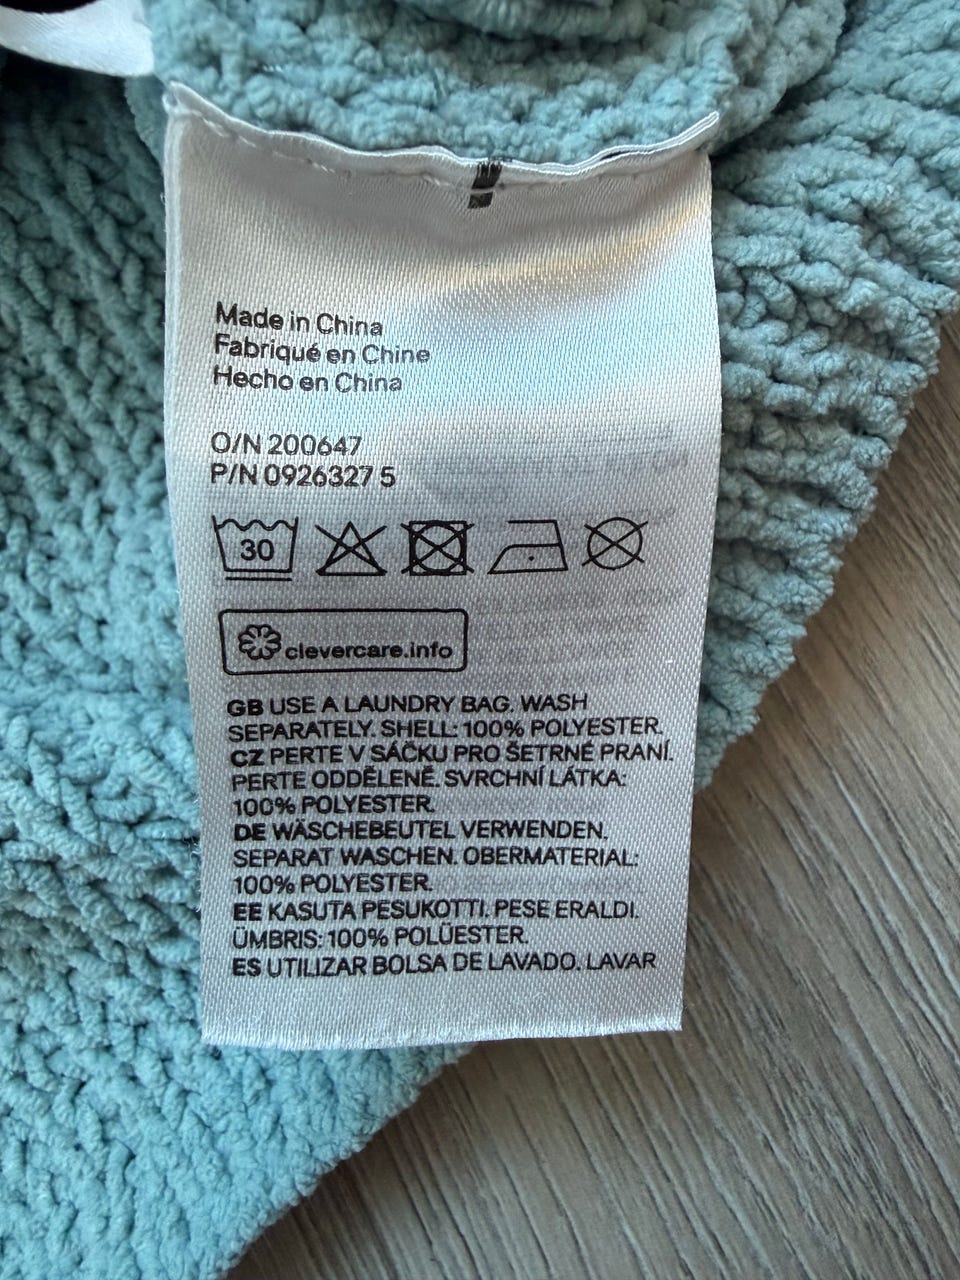 Made in China
Fabriqué en Chine
Hecho en China
O/N 200647
P/N 0926327 5
30
clevercare.info
GB USE A LAUNDRY BAG. WASH
SEPARATELY. SHELL: 100% POLYESTER.
CZ PERTE V SÁČKU PRO ŠETRNÉ PRANÍ.
PERTE ODDĚLENĚ. SVRCHNÍ LÁTKA:
100% POLYESTER.
DE WÄSCHEBEUTEL VERWENDEN.
SEPARAT WASCHEN. OBERMATERIAL:
100% POLYESTER.
EE KASUTA PESUKOTTI. PESE ERALDI.
ÜMBRIS: 100% POLÜESTER.
ES UTILIZAR BOLSA DE LAVADO. LAVAR